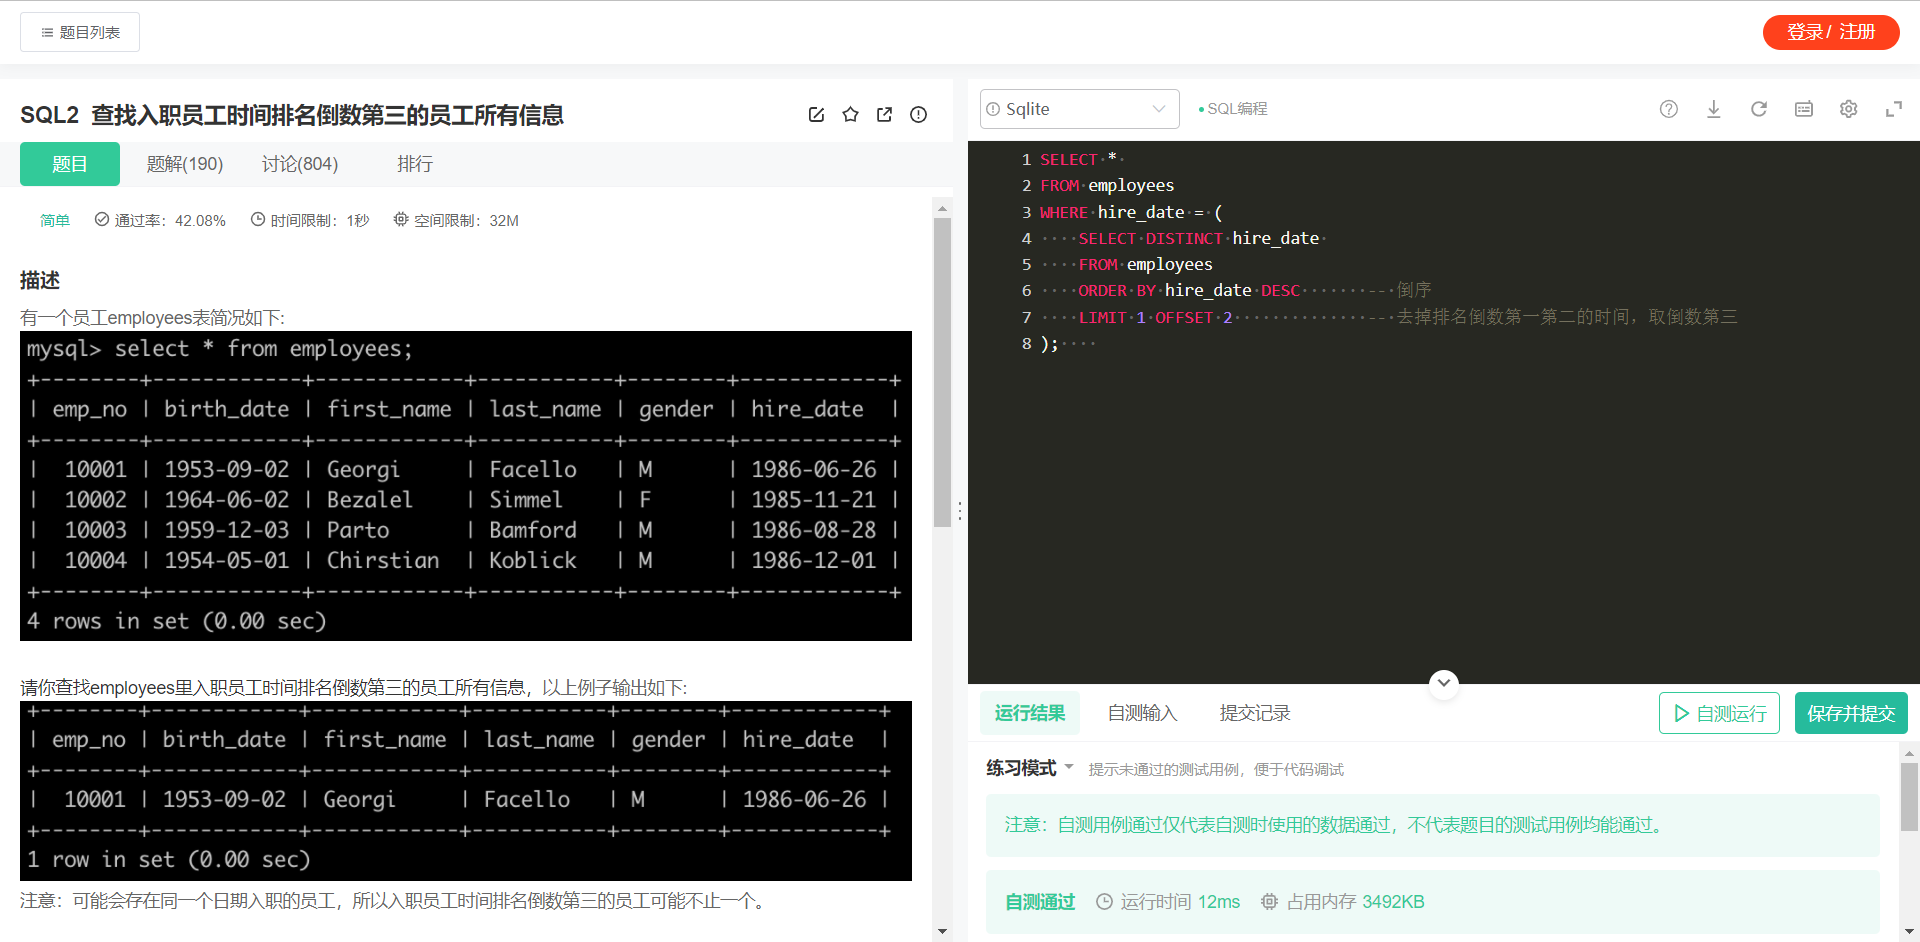 题目列表
登录/ 注册
SQL2 查找入职员工时间排名倒数第三的员工所有信息
题目 题解(190) 讨论(804) 排行
简单 通过率：42.08% 时间限制：1秒 空间限制：32M
描述
有一个员工employees表简况如下:
mysql> select * from employees;
+--------+------------+------------+-----------+--------+------------+
| emp_no | birth_date | first_name | last_name | gender | hire_date  |
+--------+------------+------------+-----------+--------+------------+
|  10001 | 1953-09-02 | Georgi     | Facello   | M      | 1986-06-26 |
|  10002 | 1964-06-02 | Bezalel    | Simmel    | F      | 1985-11-21 |
|  10003 | 1959-12-03 | Parto      | Bamford   | M      | 1986-08-28 |
|  10004 | 1954-05-01 | Chirstian  | Koblick   | M      | 1986-12-01 |
+--------+------------+------------+-----------+--------+------------+
4 rows in set (0.00 sec)
请你查找employees里入职员工时间排名倒数第三的员工所有信息，以上例子输出如下:
+--------+------------+------------+-----------+--------+------------+
| emp_no | birth_date | first_name | last_name | gender | hire_date  |
+--------+------------+------------+-----------+--------+------------+
|  10001 | 1953-09-02 | Georgi     | Facello   | M      | 1986-06-26 |
+--------+------------+------------+-----------+--------+------------+
1 row in set (0.00 sec)
注意：可能会存在同一个日期入职的员工，所以入职员工时间排名倒数第三的员工可能不止一个。
Sqlite SQL编程
1 SELECT *
2 FROM employees
3 WHERE hire_date = (
4     SELECT DISTINCT hire_date
5     FROM employees
6     ORDER BY hire_date DESC       -- 倒序
7     LIMIT 1 OFFSET 2              -- 去掉排名倒数第一第二的时间，取倒数第三
8 );
运行结果 自测输入 提交记录 自测运行 保存并提交
练习模式 提示未通过的测试用例，便于代码调试
注意：自测用例通过仅代表自测时使用的数据通过，不代表题目的测试用例均能通过。
自测通过 运行时间 12ms 占用内存 3492KB